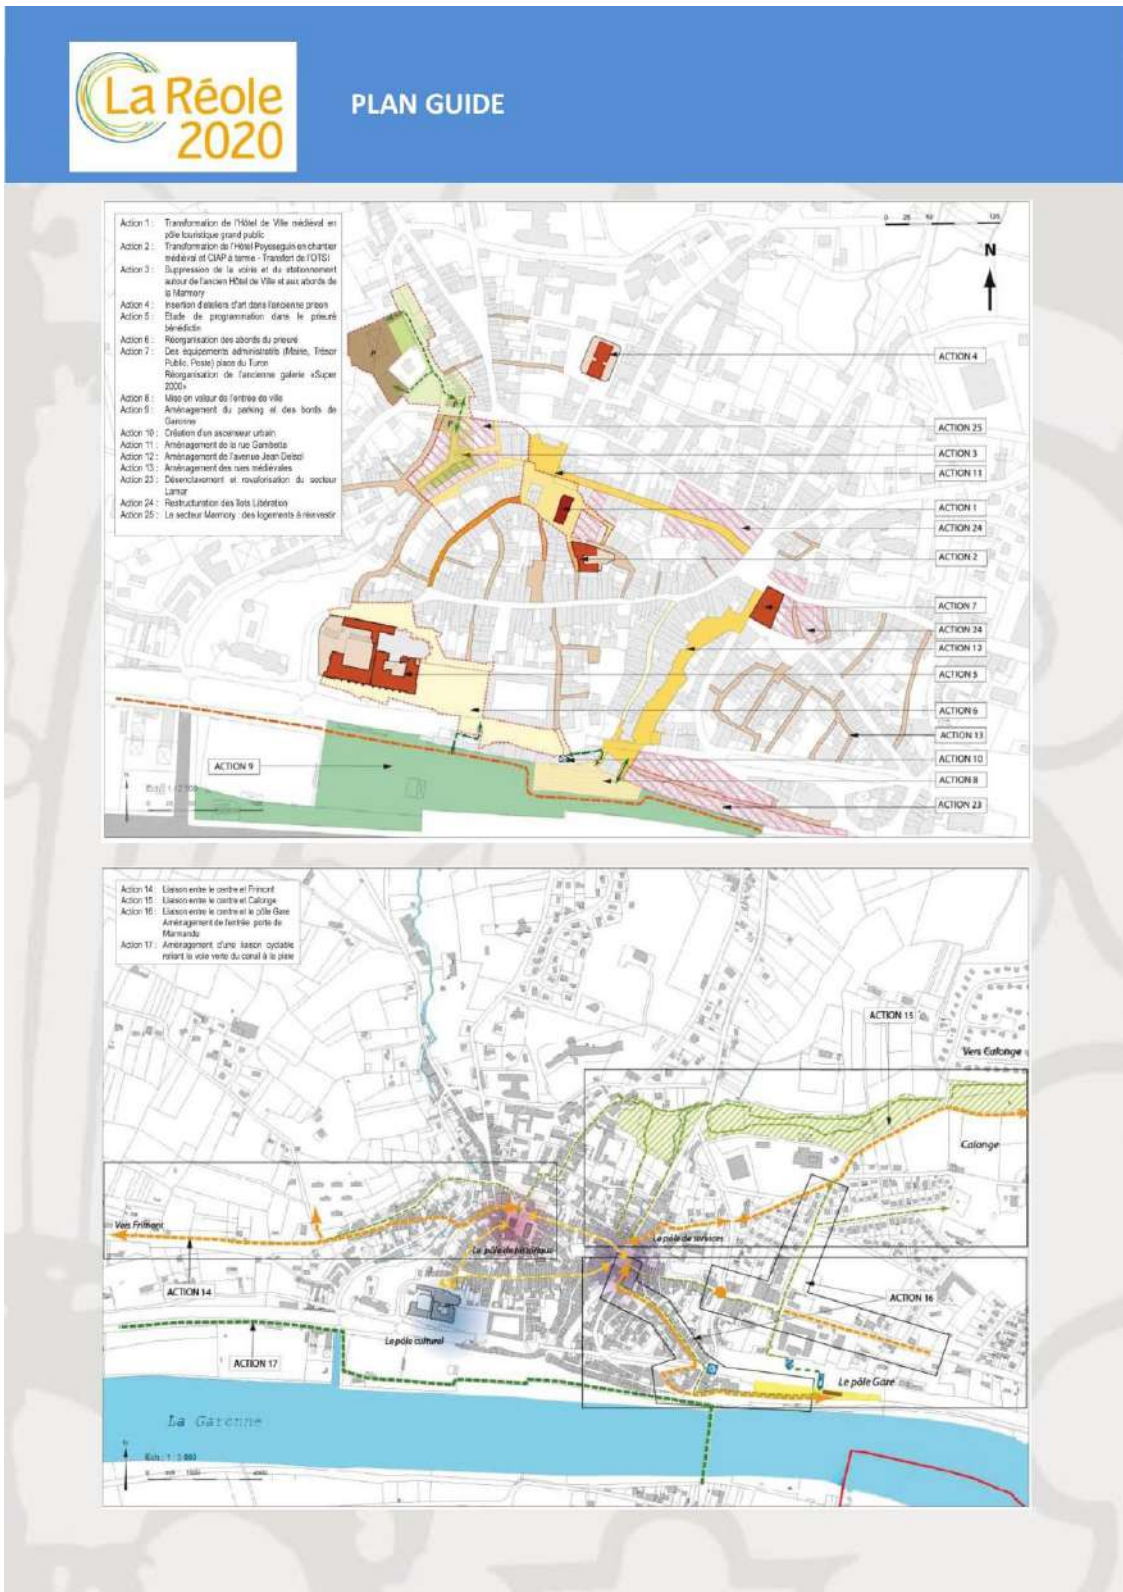 La Réole
2020
PLAN GUIDE
Action 1 : Transformation de l'Hôtel de Ville médiéval en
pôle touristique grand public
Action 2 : Transformation de l'Hôtel Peysseguin en chantier
médiéval et CIAP à terme - Transfert de l'OTSI
Action 3 : Suppression de la voirie et du stationnement
autour de l'ancien Hôtel de Ville et aux abords de
la Marmory
Action 4 : Insertion d'ateliers d'art dans l'ancienne prison
Action 5 : Etude de programmation dans le prieuré
bénédictin
Action 6 : Réorganisation des abords du prieuré
Action 7 : Des équipements administratifs (Mairie, Trésor
Public, Poste) place du Turon
Réorganisation de l'ancienne galerie «Super
2000»
Action 8 : Mise en valeur de l'entrée de ville
Action 9 : Aménagement du parking et des bords de
Garonne
Action 10 : Création d'un ascenseur urbain
Action 11 : Aménagement de la rue Gambetta
Action 12 : Aménagement de l'avenue Jean Delsol
Action 13 : Aménagement des rues médiévales
Action 23 : Désenclavement et revalorisation du secteur
Lamar
Action 24 : Restructuration des îlots Libération
Action 25 : Le secteur Marmory : des logements à réinvestir
0 25 50 125
N
ACTION 4
ACTION 25
ACTION 3
ACTION 11
ACTION 1
ACTION 24
ACTION 2
ACTION 7
ACTION 24
ACTION 12
ACTION 5
ACTION 6
ACTION 13
ACTION 10
ACTION 9
ACTION 8
ACTION 23
Action 14 : Liaison entre le centre et Frimont
Action 15 : Liaison entre le centre et Calonge
Action 16 : Liaison entre le centre et le pôle Gare
Aménagement de l'entrée porte de
Marmande
Action 17 : Aménagement d'une liaison cyclable
reliant la voie verte du canal à la plaie
ACTION 15
Vers Calonge
Calonge
Vers Frimont
Le pôle de services
ACTION 14
ACTION 16
Le pôle culturel
ACTION 17
Le pôle Gare
La Garonne